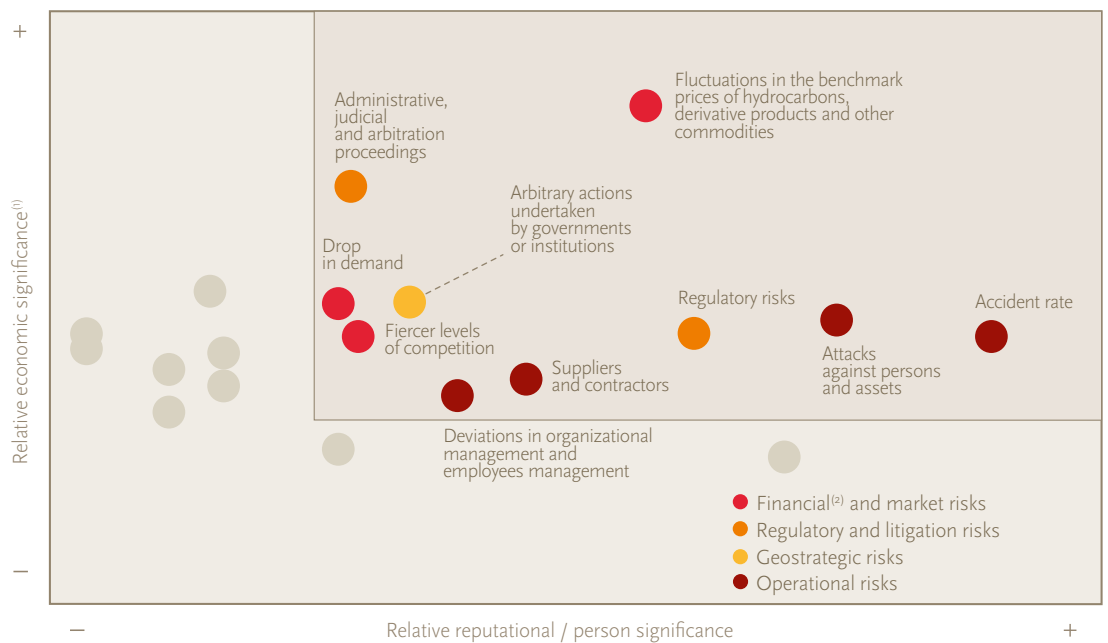 +
Relative economic significance(1)
−
Administrative,
judicial
and arbitration
proceedings
Fluctuations in the benchmark
prices of hydrocarbons,
derivative products and other
commodities
Arbitrary actions
undertaken
by governments
or institutions
Drop
in demand
Fiercer levels
of competition
Regulatory risks
Accident rate
Attacks
against persons
and assets
Suppliers
and contractors
Deviations in organizational
management and
employees management
Financial(2) and market risks
Regulatory and litigation risks
Geostrategic risks
Operational risks
−
Relative reputational / person significance
+